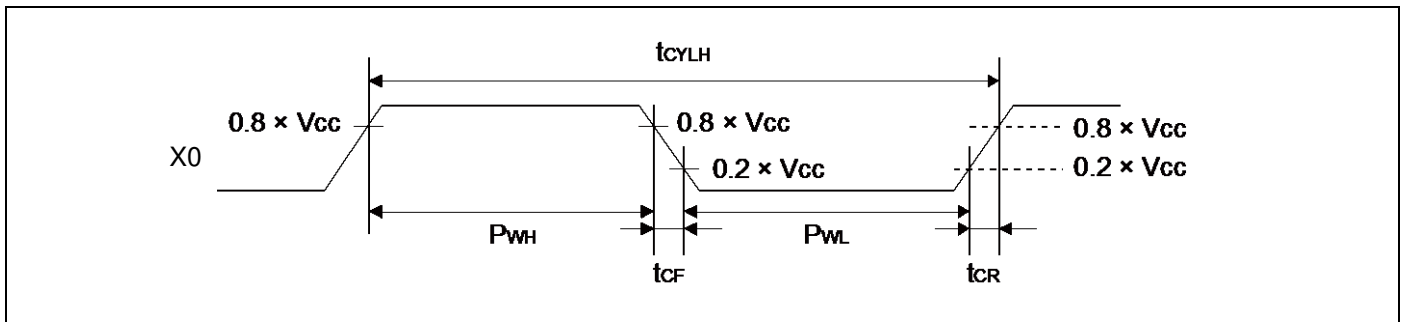 tCYLH
0.8 × VCC
0.8 × VCC
0.8 × VCC
X0
0.2 × VCC
0.2 × VCC
PWH
PWL
tCF
tCR